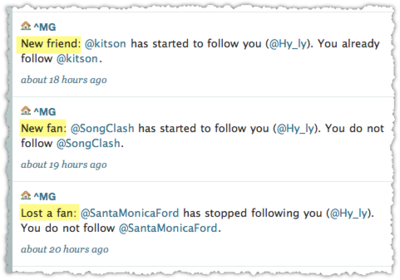 ^MG
New friend: @kitson has started to follow you (@Hy_ly). You already
follow @kitson.
about 18 hours ago
^MG
New fan: @SongClash has started to follow you (@Hy_ly). You do not
follow @SongClash.
about 19 hours ago
^MG
Lost a fan: @SantaMonicaFord has stopped following you (@Hy_ly).
You do not follow @SantaMonicaFord.
about 20 hours ago